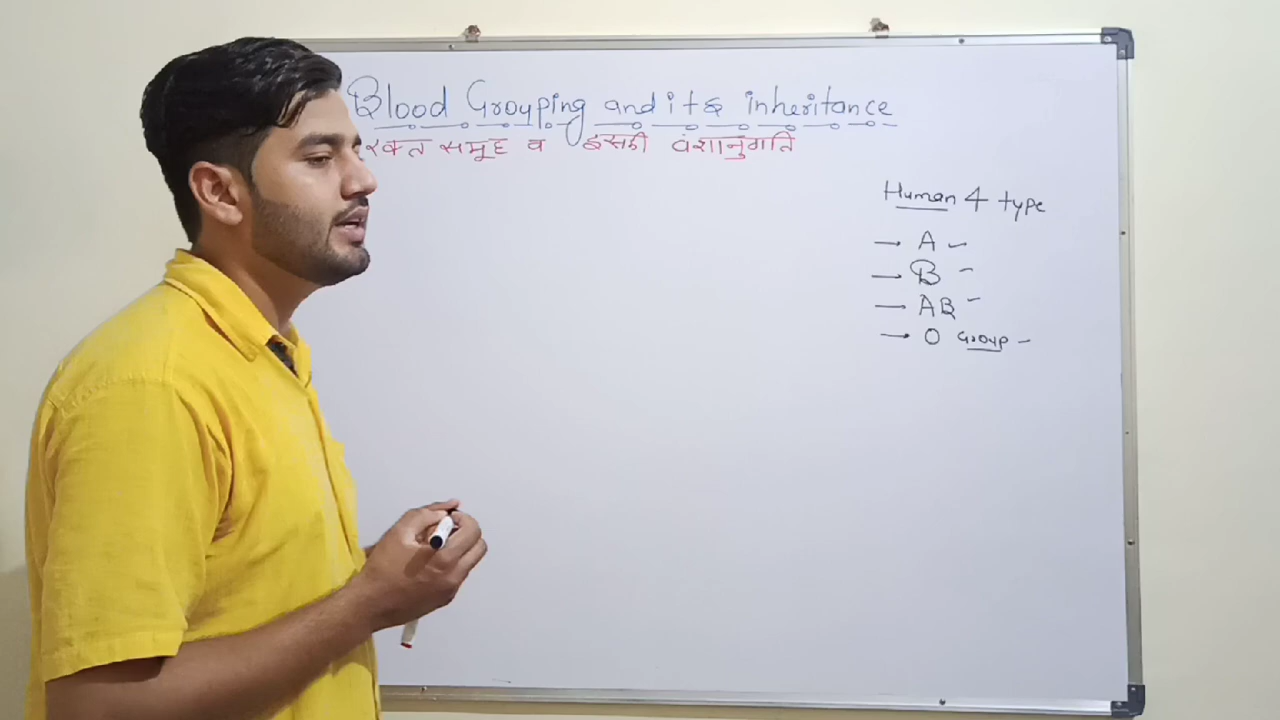 Blood Grouping and its inheritance
रक्त समूह व इसकी वंशानुगति
Human 4 type
→ A -
→ B -
→ AB -
→ O Group -